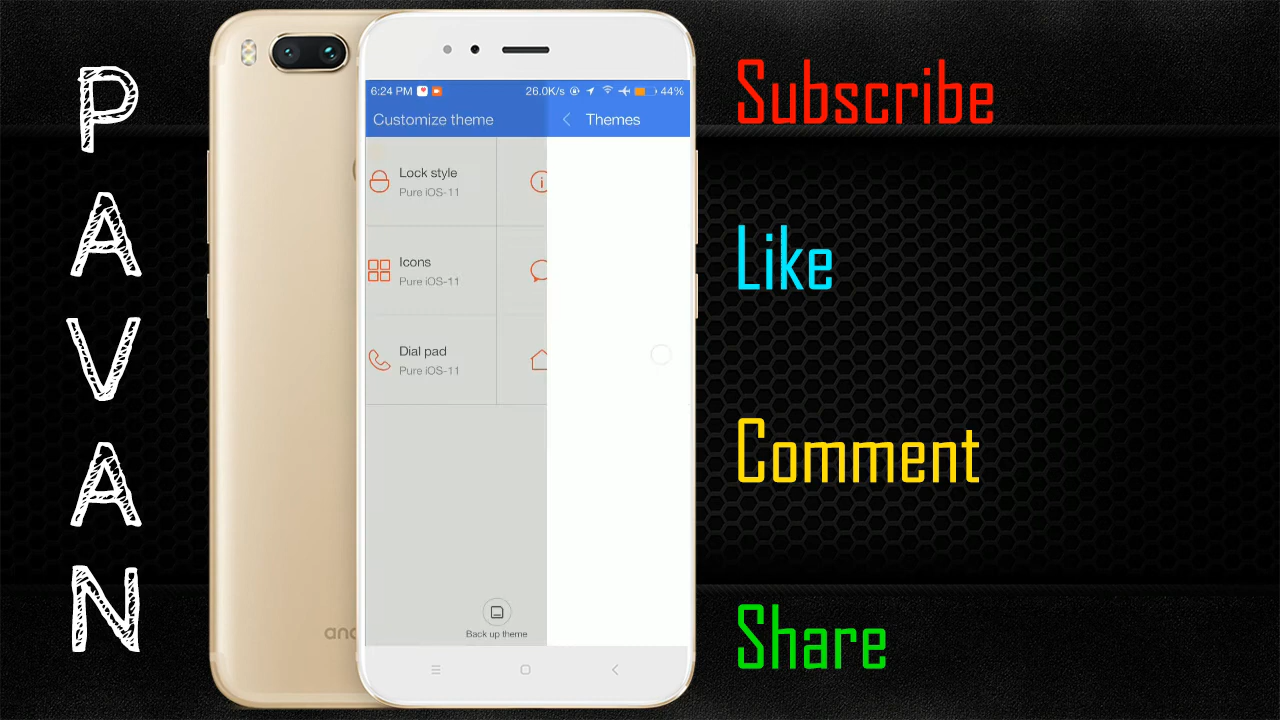 PAVAN
6:24 PM
26.0K/s
44%
Customize theme
Themes
Lock style
Pure iOS-11
Icons
Pure iOS-11
Dial pad
Pure iOS-11
Back up theme
Subscribe
Like
Comment
Share